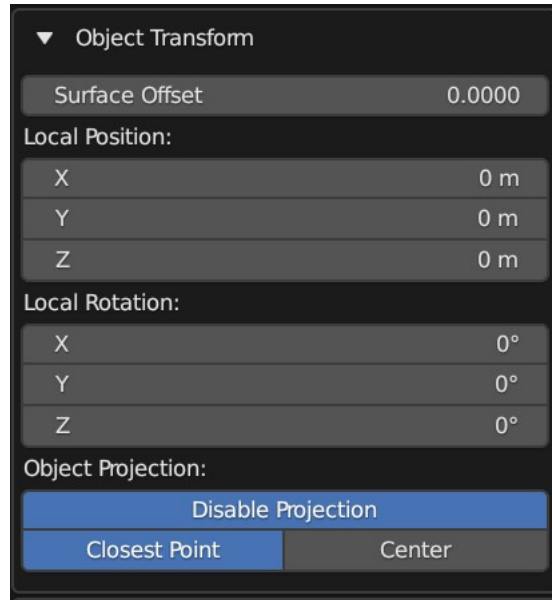 Object Transform
Surface Offset 0.0000
Local Position:
X 0 m
Y 0 m
Z 0 m
Local Rotation:
X 0°
Y 0°
Z 0°
Object Projection:
Disable Projection
Closest Point Center